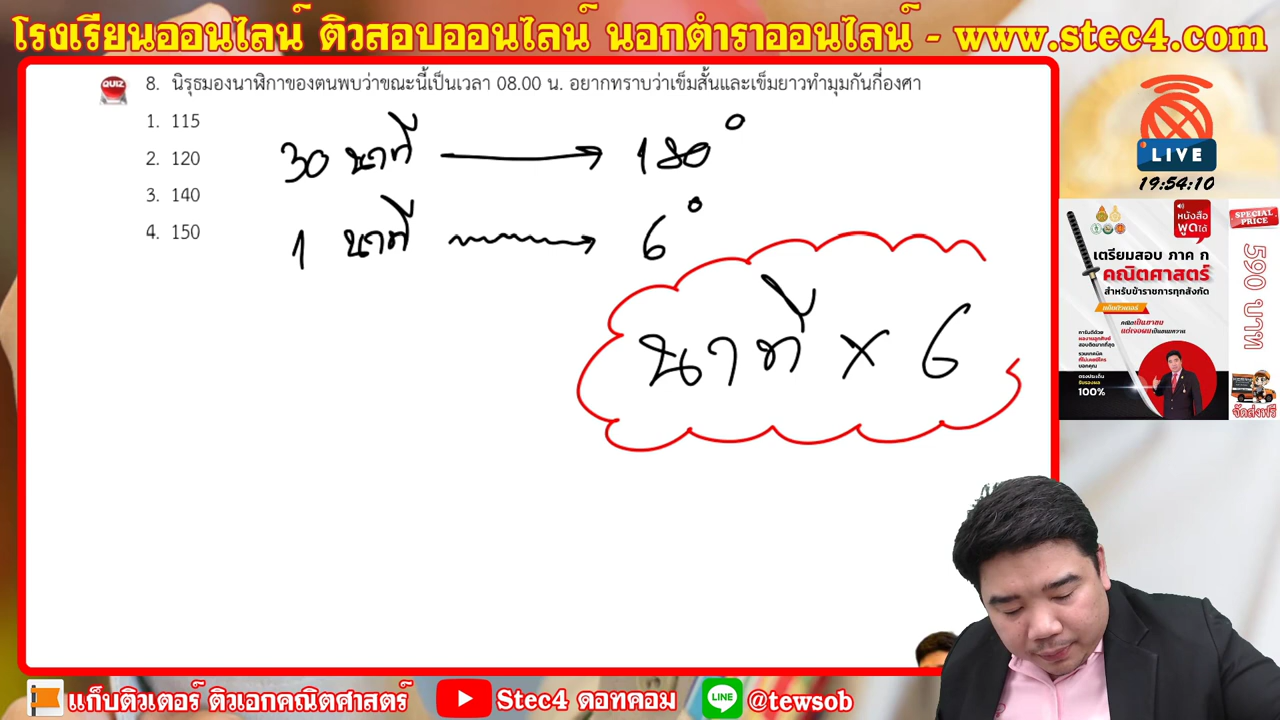 โรงเรียนออนไลน์ ติวสอบออนไลน์ นอกตำราออนไลน์ - www.stec4.com
QUIZ
8. นิรุธมองนาฬิกาของตนพบว่าขณะนี้เป็นเวลา 08.00 น. อยากทราบว่าเข็มสั้นและเข็มยาวทำมุมกันกี่องศา
1. 115
2. 120
3. 140
4. 150
30 นาที → 180°
1 นาที → 6°
นาที × 6
LIVE
19:54:10
หนังสือ
พูดได้
เตรียมสอบ ภาค ก
คณิตศาสตร์
สำหรับข้าราชการทุกสังกัด
100%
SPECIAL
PRICE
590 บาท
จัดส่งฟรี
แก็บติวเตอร์ ติวเอกคณิตศาสตร์
Stec4 ดอทคอม
LINE
@tewsob